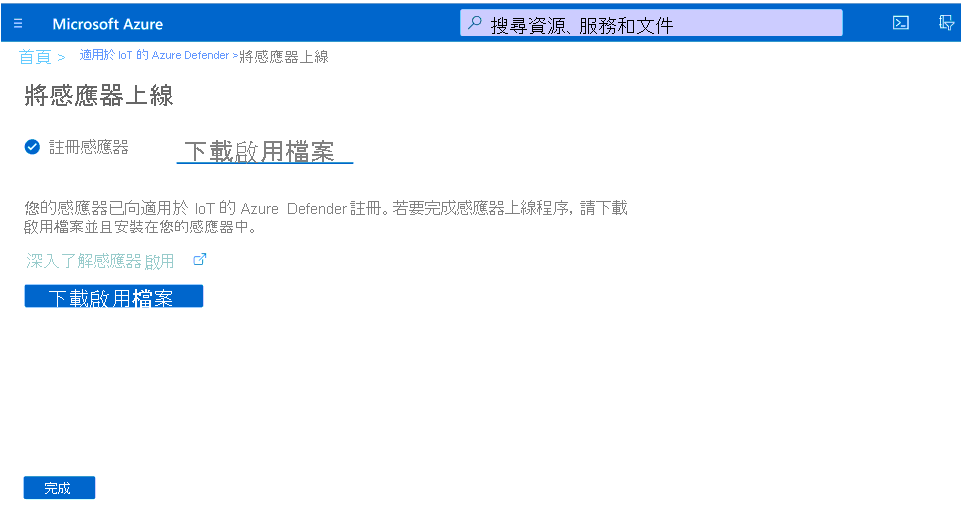 Microsoft Azure
搜尋資源、服務和文件
首頁 > 適用於 IoT 的 Azure Defender >將感應器上線
將感應器上線
註冊感應器 下載啟用檔案
您的感應器已向適用於 IoT 的 Azure Defender 註冊。若要完成感應器上線程序, 請下載
啟用檔案並且安裝在您的感應器中。
深入了解感應器啟用
下載啟用檔案
完成